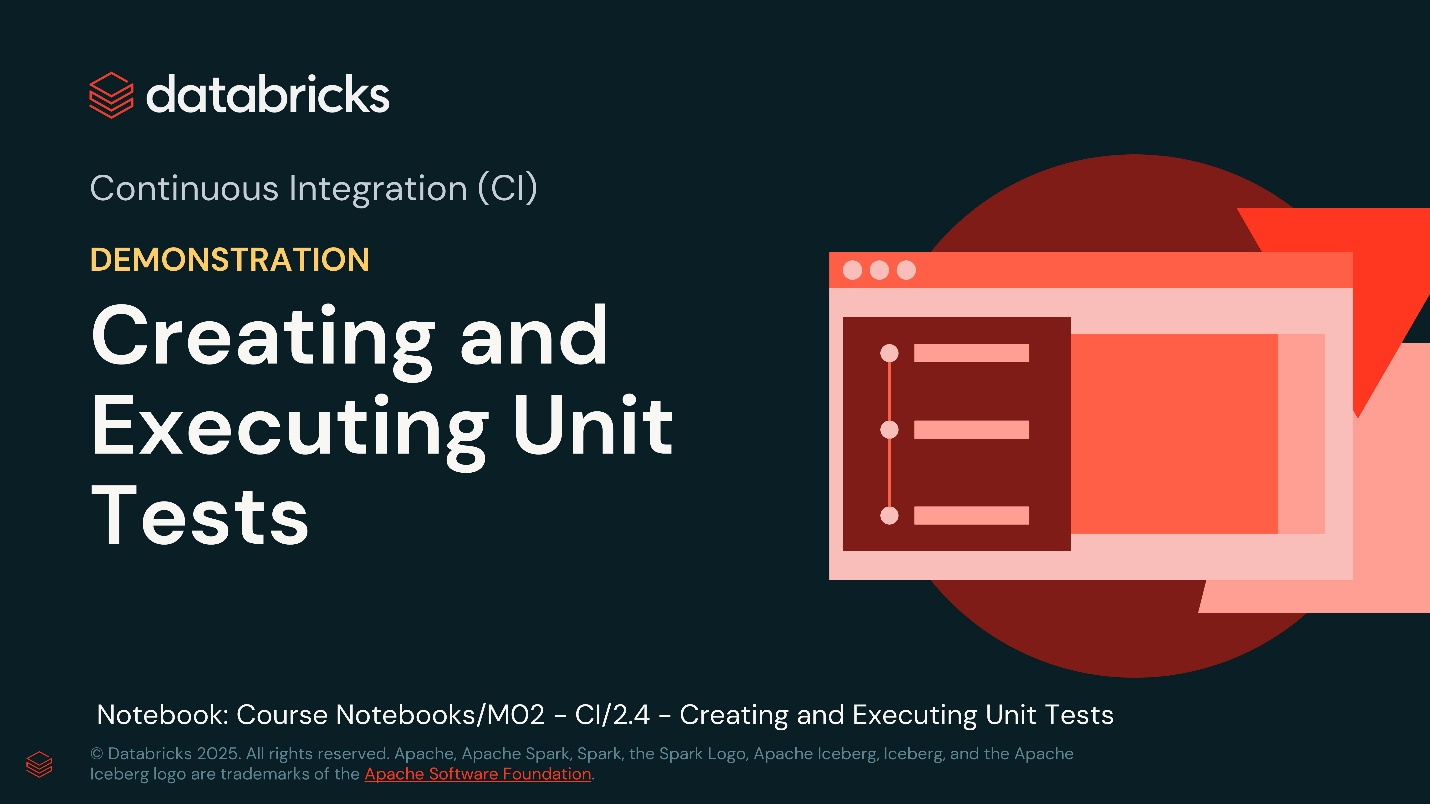 databricks
Continuous Integration (CI)
DEMONSTRATION
Creating and
Executing Unit
Tests
Notebook: Course Notebooks/M02 - CI/2.4 - Creating and Executing Unit Tests
© Databricks 2025. All rights reserved. Apache, Apache Spark, Spark, the Spark Logo, Apache Iceberg, Iceberg, and the Apache
Iceberg logo are trademarks of the Apache Software Foundation.